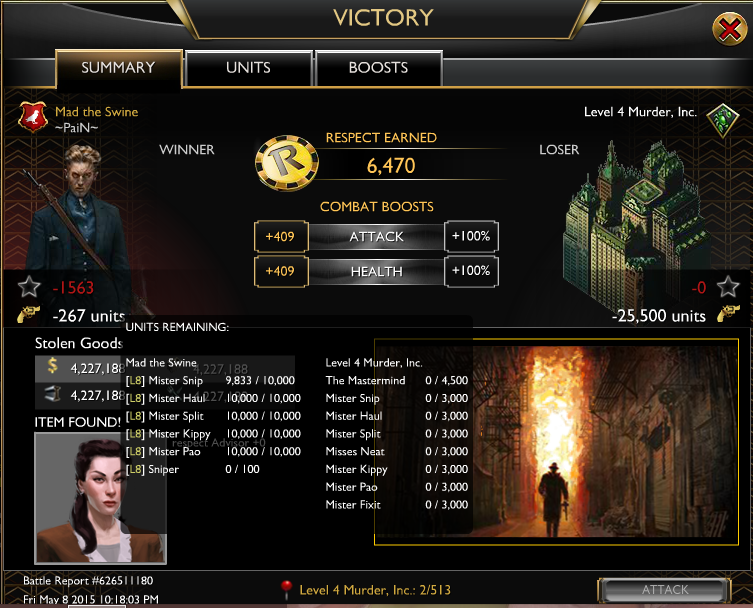 VICTORY
SUMMARY
UNITS
BOOSTS
Mad the Swine
~PaiN~
Level 4 Murder, Inc.
WINNER
RESPECT EARNED
6,470
LOSER
COMBAT BOOSTS
+409 ATTACK +100%
+409 HEALTH +100%
-1563
-0
-267 units
-25,500 units
UNITS REMAINING:
Stolen Goods
4,227,188 4,227,188
4,227,188
ITEM FOUND!
respect Advisor +0
Mad the Swine
[L8] Mister Snip 9,833 / 10,000
[L8] Mister Haul 10,000 / 10,000
[L8] Mister Split 10,000 / 10,000
[L8] Mister Kippy 10,000 / 10,000
[L8] Mister Pao 10,000 / 10,000
[L8] Sniper 0 / 100
Level 4 Murder, Inc.
The Mastermind 0 / 4,500
Mister Snip 0 / 3,000
Mister Haul 0 / 3,000
Mister Split 0 / 3,000
Misses Neat 0 / 3,000
Mister Kippy 0 / 3,000
Mister Pao 0 / 3,000
Mister Fixit 0 / 3,000
Battle Report #626511180
Fri May 8 2015 10:18:03 PM
Level 4 Murder, Inc.: 2/513
ATTACK